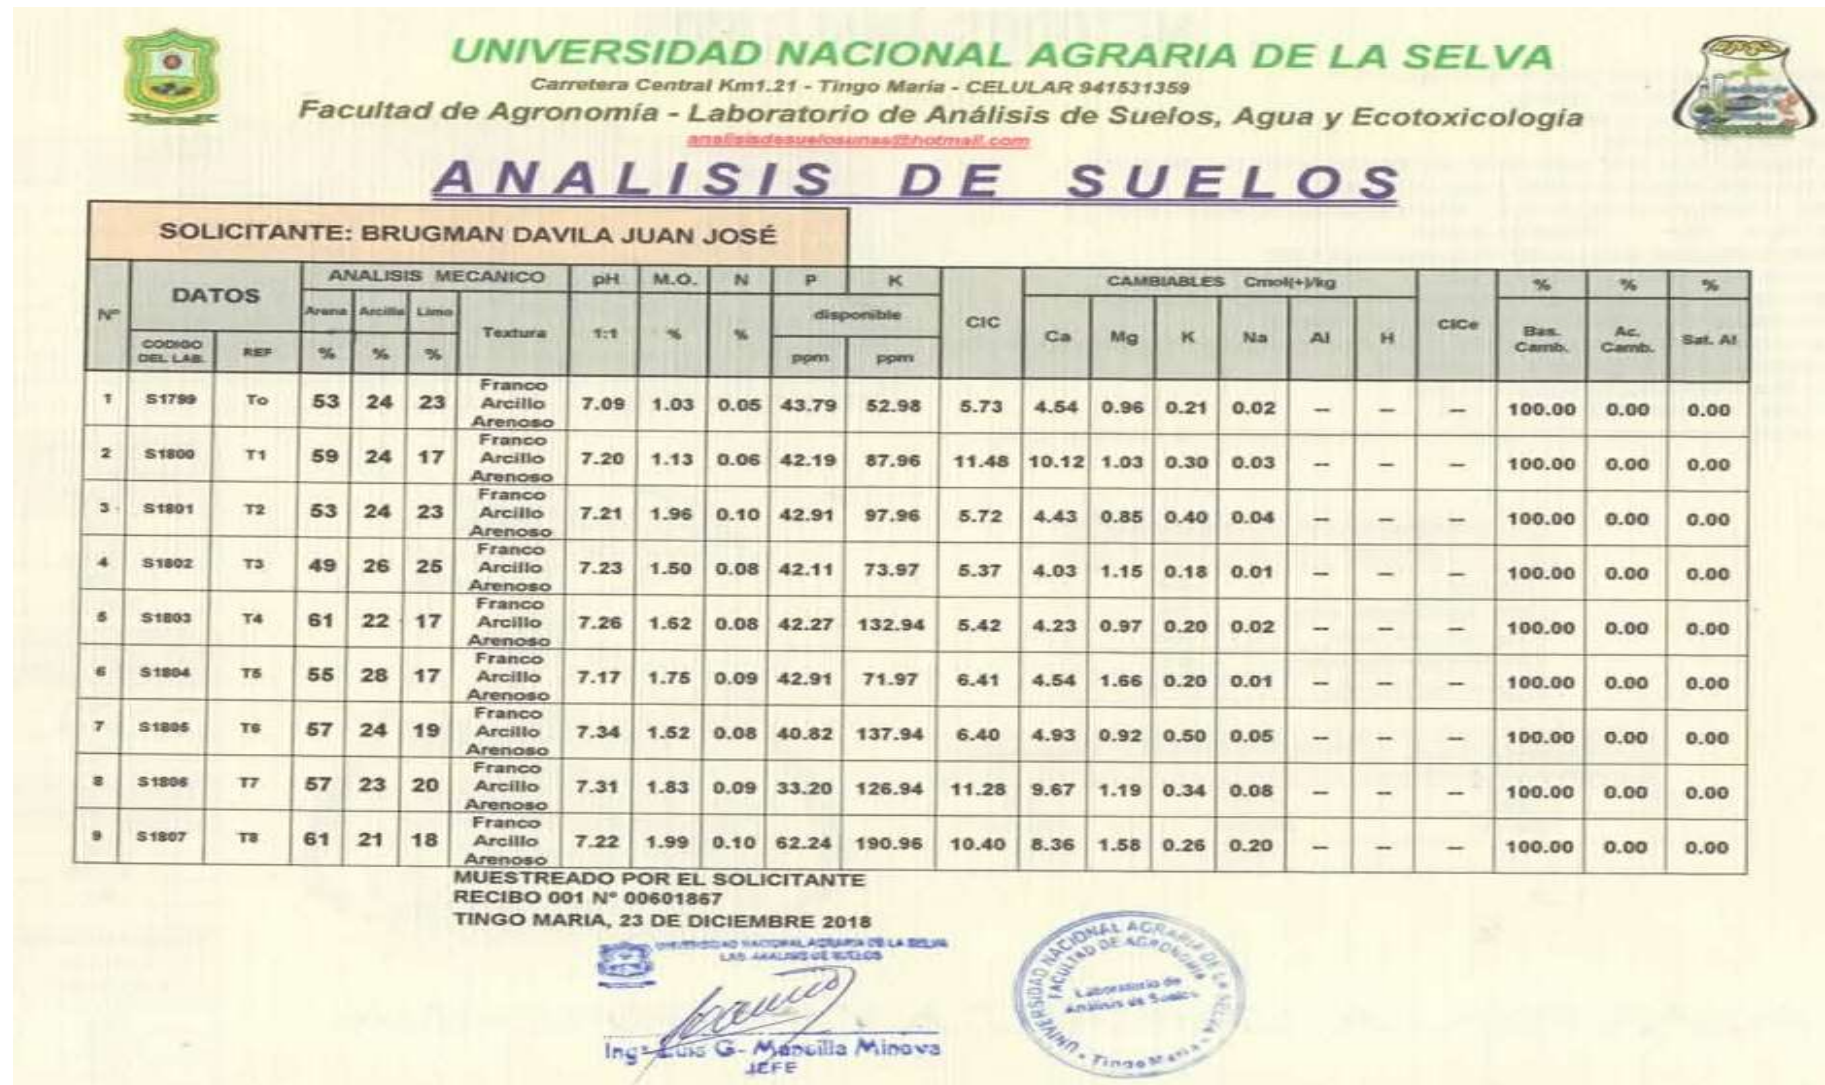 UNIVERSIDAD NACIONAL AGRARIA DE LA SELVA
Carretera Central Km1.21 - Tingo María - CELULAR 941531359
Facultad de Agronomía - Laboratorio de Análisis de Suelos, Agua y Ecotoxicología
analisisdesuelosunas@hotmail.com
ANALISIS DE SUELOS
SOLICITANTE: BRUGMAN DAVILA JUAN JOSÉ
Nº DATOS ANALISIS MECANICO pH M.O. N P K CIC CAMBIABLES Cmol(+)/kg CICe % % %
Arena Arcilla Limo Textura 1:1 % % disponible Ca Mg K Na Al H Bas. Camb. Ac. Camb. Sat. Al
CODIGO DEL LAB. REF % % % ppm ppm
1 S1799 To 53 24 23 Franco Arcillo Arenoso 7.09 1.03 0.05 43.79 52.98 5.73 4.54 0.96 0.21 0.02 -- -- -- 100.00 0.00 0.00
2 S1800 T1 59 24 17 Franco Arcillo Arenoso 7.20 1.13 0.06 42.19 87.96 11.48 10.12 1.03 0.30 0.03 -- -- -- 100.00 0.00 0.00
3 S1801 T2 53 24 23 Franco Arcillo Arenoso 7.21 1.96 0.10 42.91 97.96 5.72 4.43 0.85 0.40 0.04 -- -- -- 100.00 0.00 0.00
4 S1802 T3 49 26 25 Franco Arcillo Arenoso 7.23 1.50 0.08 42.11 73.97 5.37 4.03 1.15 0.18 0.01 -- -- -- 100.00 0.00 0.00
5 S1803 T4 61 22 17 Franco Arcillo Arenoso 7.26 1.62 0.08 42.27 132.94 5.42 4.23 0.97 0.20 0.02 -- -- -- 100.00 0.00 0.00
6 S1804 T5 55 28 17 Franco Arcillo Arenoso 7.17 1.75 0.09 42.91 71.97 6.41 4.54 1.66 0.20 0.01 -- -- -- 100.00 0.00 0.00
7 S1805 T6 57 24 19 Franco Arcillo Arenoso 7.34 1.52 0.08 40.82 137.94 6.40 4.93 0.92 0.50 0.05 -- -- -- 100.00 0.00 0.00
8 S1806 T7 57 23 20 Franco Arcillo Arenoso 7.31 1.83 0.09 33.20 126.94 11.28 9.67 1.19 0.34 0.08 -- -- -- 100.00 0.00 0.00
9 S1807 T8 61 21 18 Franco Arcillo Arenoso 7.22 1.99 0.10 62.24 190.96 10.40 8.36 1.58 0.26 0.20 -- -- -- 100.00 0.00 0.00
MUESTREADO POR EL SOLICITANTE
RECIBO 001 Nº 00601867
TINGO MARIA, 23 DE DICIEMBRE 2018
UNIVERSIDAD NACIONAL AGRARIA DE LA SELVA
LAB. ANALISIS DE SUELOS
Ingº Luis G- Mansilla Minaya
JEFE
UNIVERSIDAD NACIONAL AGRARIA DE LA SELVA
FACULTAD DE AGRONOMIA
Laboratorio de
Análisis de Suelos
Tingo Maria